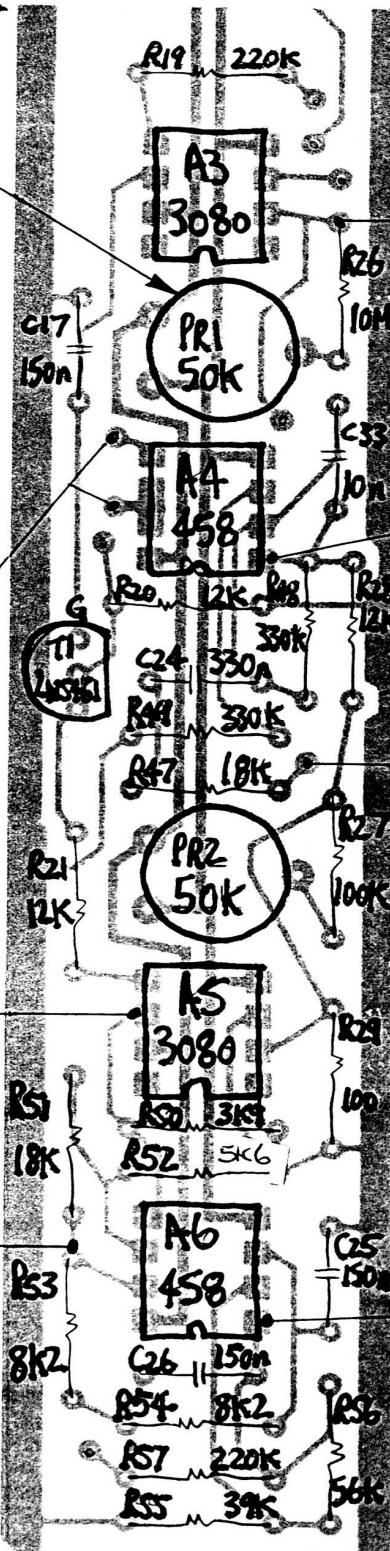 R19 220K
A3
3080
R26
10M
C17
150n
PR1
50K
C33
10n
A4
458
R20 12K R48
330K
12K
G
T1
C24 330n
R49 330K
R47 18K
R27
100K
PR2
50K
R21
12K
A5
3080
R29
100
R50 3K9
R51
18K
R52 5K6
A6
458
C25
150n
R53
8K2
C26 150n
R54 8K2
R56
56K
R57 220K
R55 39K